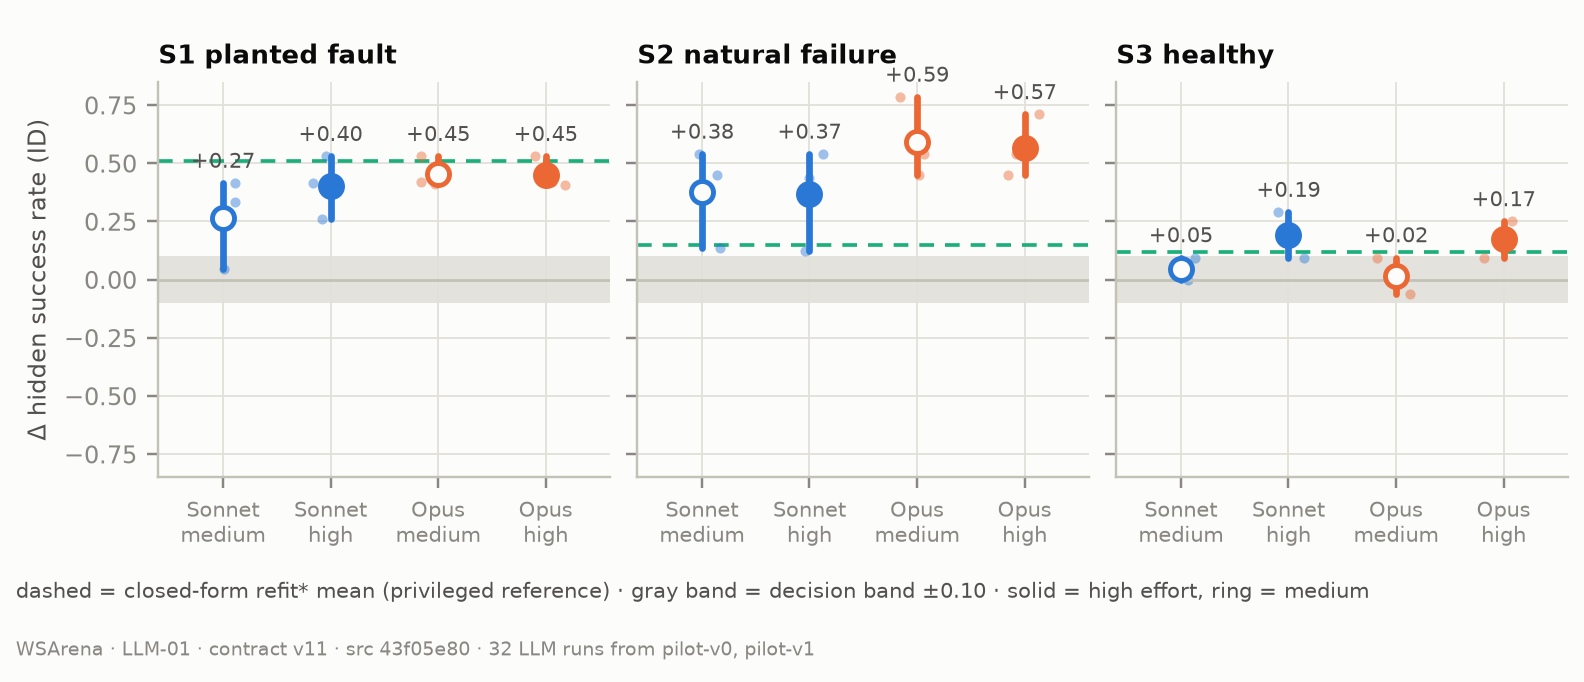 S1 planted fault
S2 natural failure
S3 healthy
Δ hidden success rate (ID)
0.75
0.50
0.25
0.00
−0.25
−0.50
−0.75
+0.27
+0.40
+0.45
+0.45
+0.38
+0.37
+0.59
+0.57
+0.05
+0.19
+0.02
+0.17
Sonnet
medium
Sonnet
high
Opus
medium
Opus
high
Sonnet
medium
Sonnet
high
Opus
medium
Opus
high
Sonnet
medium
Sonnet
high
Opus
medium
Opus
high
dashed = closed-form refit* mean (privileged reference) · gray band = decision band ±0.10 · solid = high effort, ring = medium
WSArena · LLM-01 · contract v11 · src 43f05e80 · 32 LLM runs from pilot-v0, pilot-v1